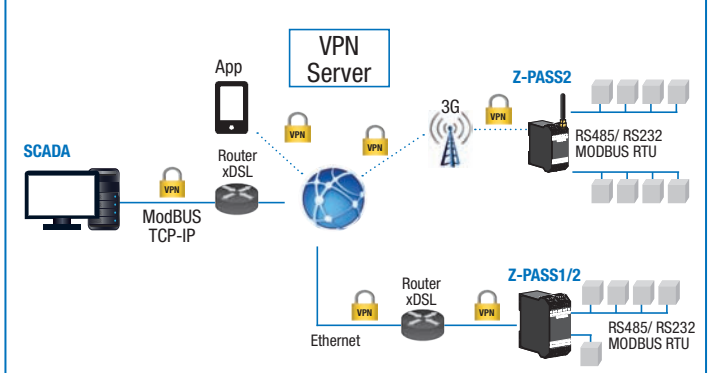 VPN
Server
App
VPN
3G
VPN
VPN
Z-PASS2
RS485/ RS232
MODBUS RTU
SCADA
VPN
Router
xDSL
ModBUS
TCP-IP
Z-PASS1/2
Router
xDSL
VPN
VPN
Ethernet
RS485/ RS232
MODBUS RTU